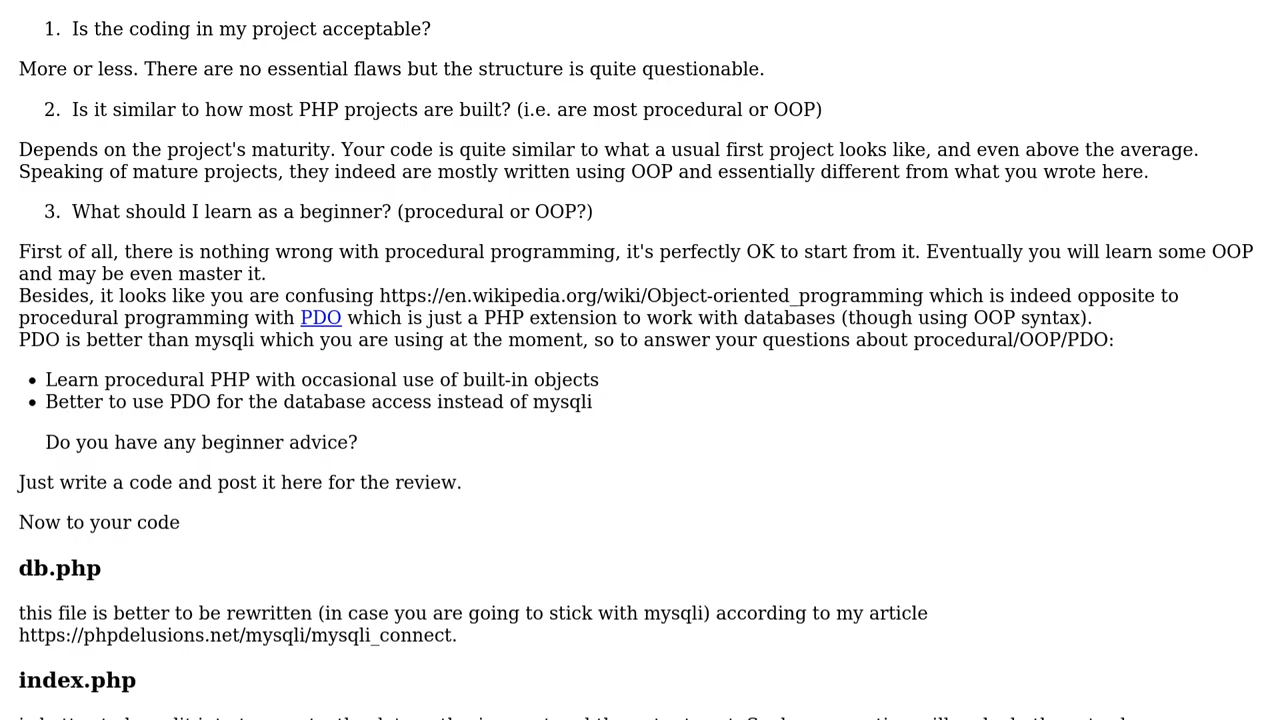 1. Is the coding in my project acceptable?
More or less. There are no essential flaws but the structure is quite questionable.
2. Is it similar to how most PHP projects are built? (i.e. are most procedural or OOP)
Depends on the project's maturity. Your code is quite similar to what a usual first project looks like, and even above the average.
Speaking of mature projects, they indeed are mostly written using OOP and essentially different from what you wrote here.
3. What should I learn as a beginner? (procedural or OOP?)
First of all, there is nothing wrong with procedural programming, it's perfectly OK to start from it. Eventually you will learn some OOP
and may be even master it.
Besides, it looks like you are confusing https://en.wikipedia.org/wiki/Object-oriented_programming which is indeed opposite to
procedural programming with PDO which is just a PHP extension to work with databases (though using OOP syntax).
PDO is better than mysqli which you are using at the moment, so to answer your questions about procedural/OOP/PDO:
• Learn procedural PHP with occasional use of built-in objects
• Better to use PDO for the database access instead of mysqli
Do you have any beginner advice?
Just write a code and post it here for the review.
Now to your code
db.php
this file is better to be rewritten (in case you are going to stick with mysqli) according to my article
https://phpdelusions.net/mysqli/mysqli_connect.
index.php